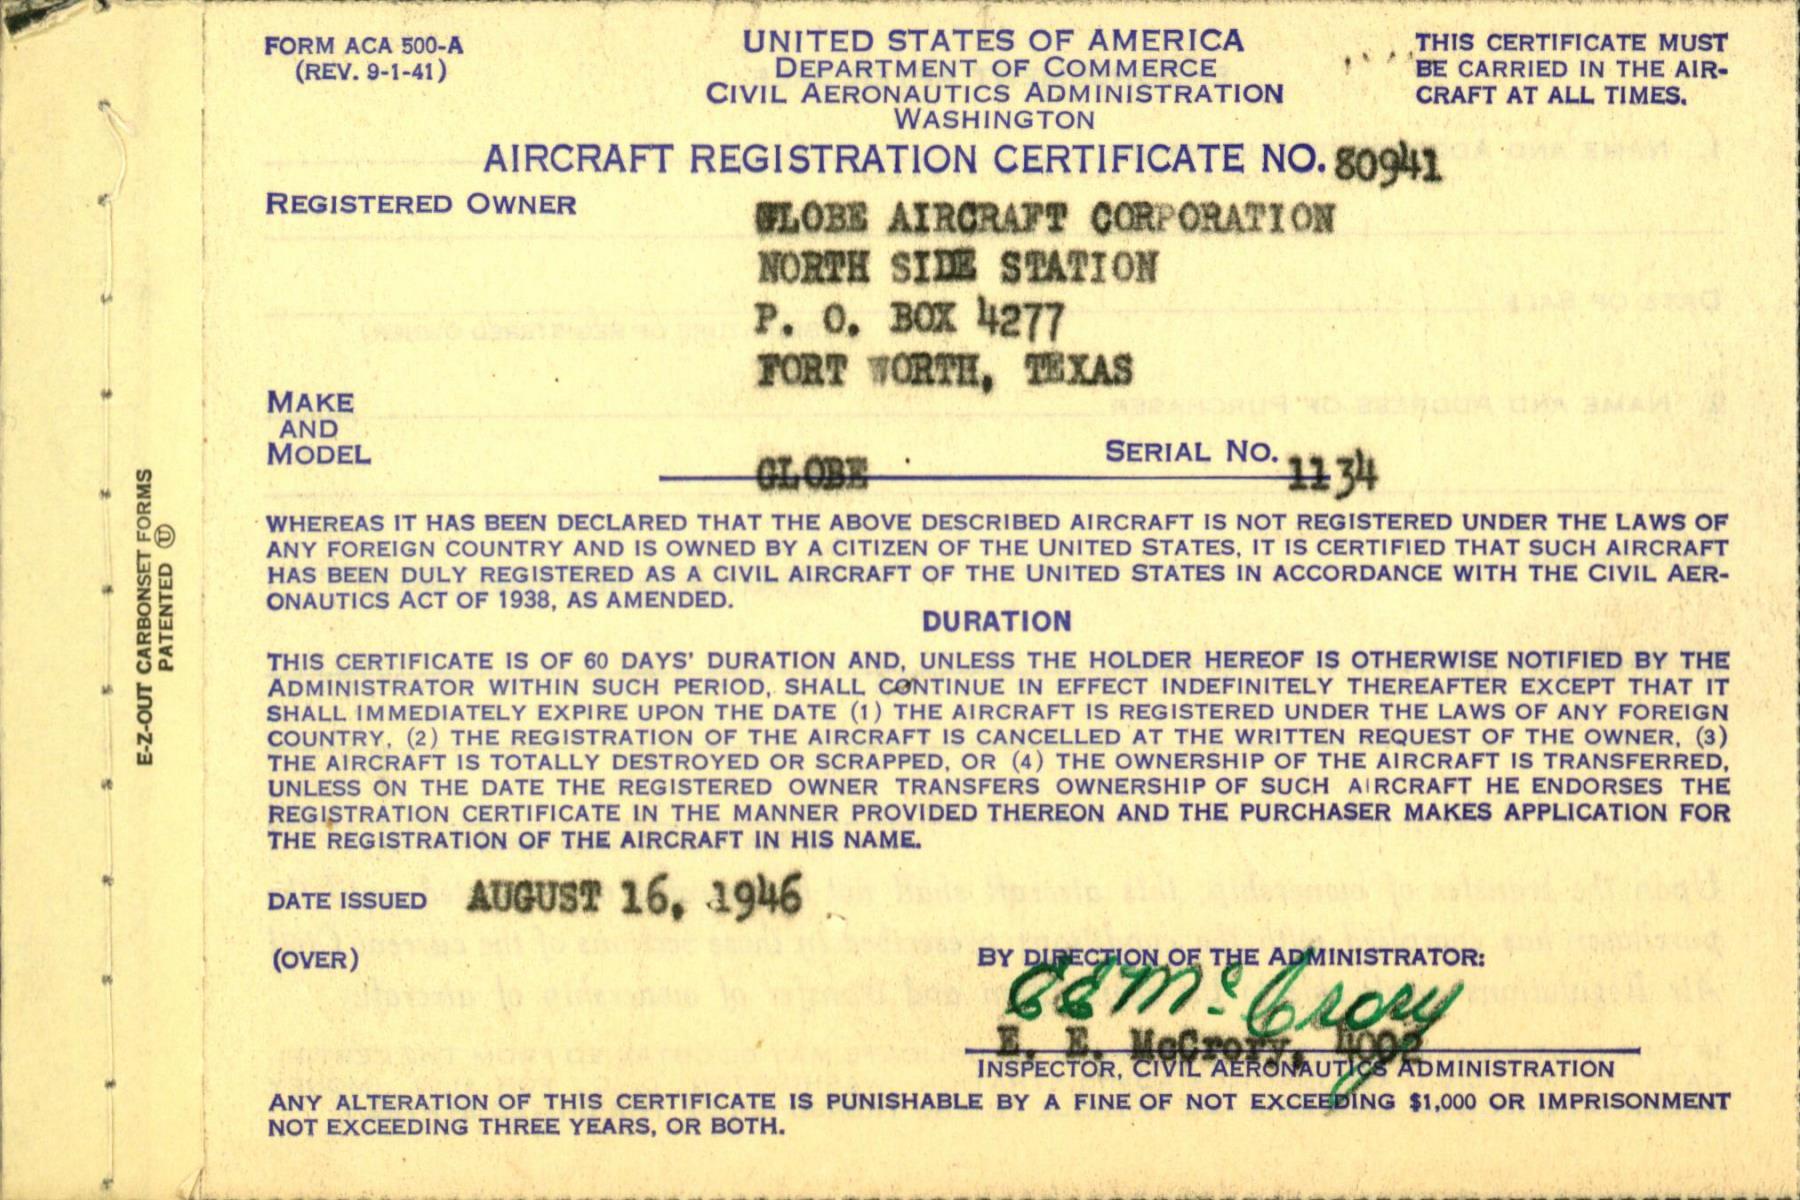 FORM ACA 500-A
(REV. 9-1-41)
UNITED STATES OF AMERICA
DEPARTMENT OF COMMERCE
CIVIL AERONAUTICS ADMINISTRATION
WASHINGTON
THIS CERTIFICATE MUST
BE CARRIED IN THE AIR-
CRAFT AT ALL TIMES.
AIRCRAFT REGISTRATION CERTIFICATE NO. 80941
REGISTERED OWNER
GLOBE AIRCRAFT CORPORATION
NORTH SIDE STATION
P. O. BOX 4277
FORT WORTH, TEXAS
MAKE
AND
MODEL
GLOBE
SERIAL NO. 1134
WHEREAS IT HAS BEEN DECLARED THAT THE ABOVE DESCRIBED AIRCRAFT IS NOT REGISTERED UNDER THE LAWS OF
ANY FOREIGN COUNTRY AND IS OWNED BY A CITIZEN OF THE UNITED STATES, IT IS CERTIFIED THAT SUCH AIRCRAFT
HAS BEEN DULY REGISTERED AS A CIVIL AIRCRAFT OF THE UNITED STATES IN ACCORDANCE WITH THE CIVIL AER-
ONAUTICS ACT OF 1938, AS AMENDED.
DURATION
THIS CERTIFICATE IS OF 60 DAYS' DURATION AND, UNLESS THE HOLDER HEREOF IS OTHERWISE NOTIFIED BY THE
ADMINISTRATOR WITHIN SUCH PERIOD, SHALL CONTINUE IN EFFECT INDEFINITELY THEREAFTER EXCEPT THAT IT
SHALL IMMEDIATELY EXPIRE UPON THE DATE (1) THE AIRCRAFT IS REGISTERED UNDER THE LAWS OF ANY FOREIGN
COUNTRY, (2) THE REGISTRATION OF THE AIRCRAFT IS CANCELLED AT THE WRITTEN REQUEST OF THE OWNER, (3)
THE AIRCRAFT IS TOTALLY DESTROYED OR SCRAPPED, OR (4) THE OWNERSHIP OF THE AIRCRAFT IS TRANSFERRED,
UNLESS ON THE DATE THE REGISTERED OWNER TRANSFERS OWNERSHIP OF SUCH AIRCRAFT HE ENDORSES THE
REGISTRATION CERTIFICATE IN THE MANNER PROVIDED THEREON AND THE PURCHASER MAKES APPLICATION FOR
THE REGISTRATION OF THE AIRCRAFT IN HIS NAME.
DATE ISSUED AUGUST 16, 1946
(OVER)
BY DIRECTION OF THE ADMINISTRATOR:
E E McCrory
E. E. McCrory, 4092
INSPECTOR, CIVIL AERONAUTICS ADMINISTRATION
ANY ALTERATION OF THIS CERTIFICATE IS PUNISHABLE BY A FINE OF NOT EXCEEDING $1,000 OR IMPRISONMENT
NOT EXCEEDING THREE YEARS, OR BOTH.
E-Z-OUT CARBONSET FORMS
PATENTED Ⓤ